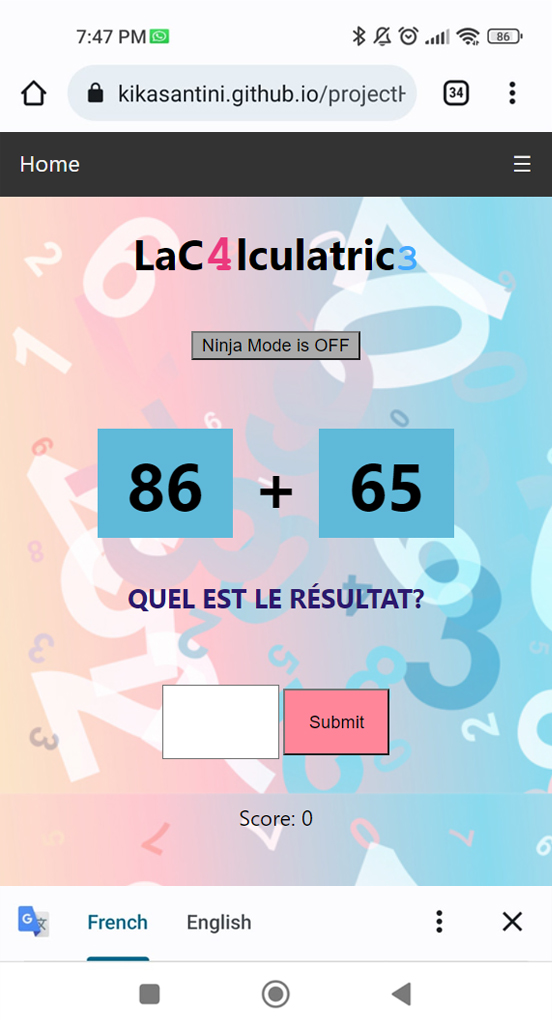 7:47 PM 86
kikasantini.github.io/project 34
Home ☰
LaC4lculatric3
Ninja Mode is OFF
86 + 65
QUEL EST LE RÉSULTAT?
Submit
Score: 0
French English